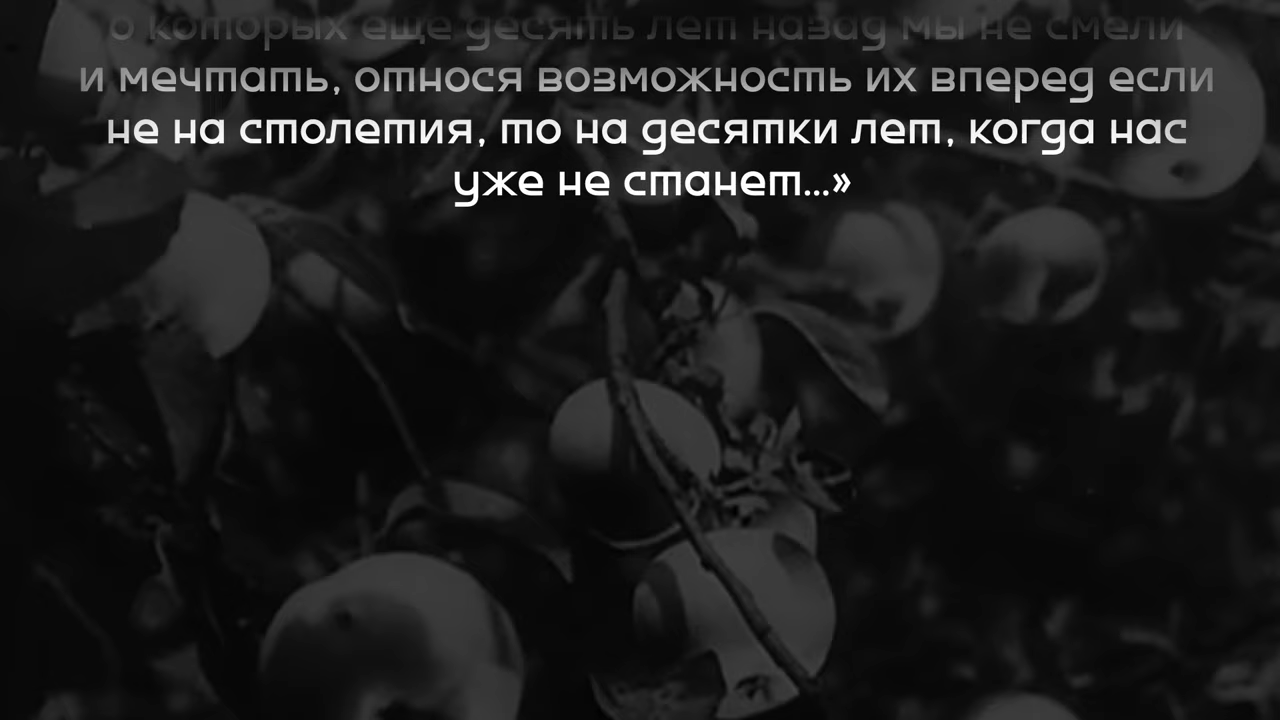 о которых еще десять лет назад мы не смели
и мечтать, относя возможность их вперед если
не на столетия, то на десятки лет, когда нас
уже не станет...»